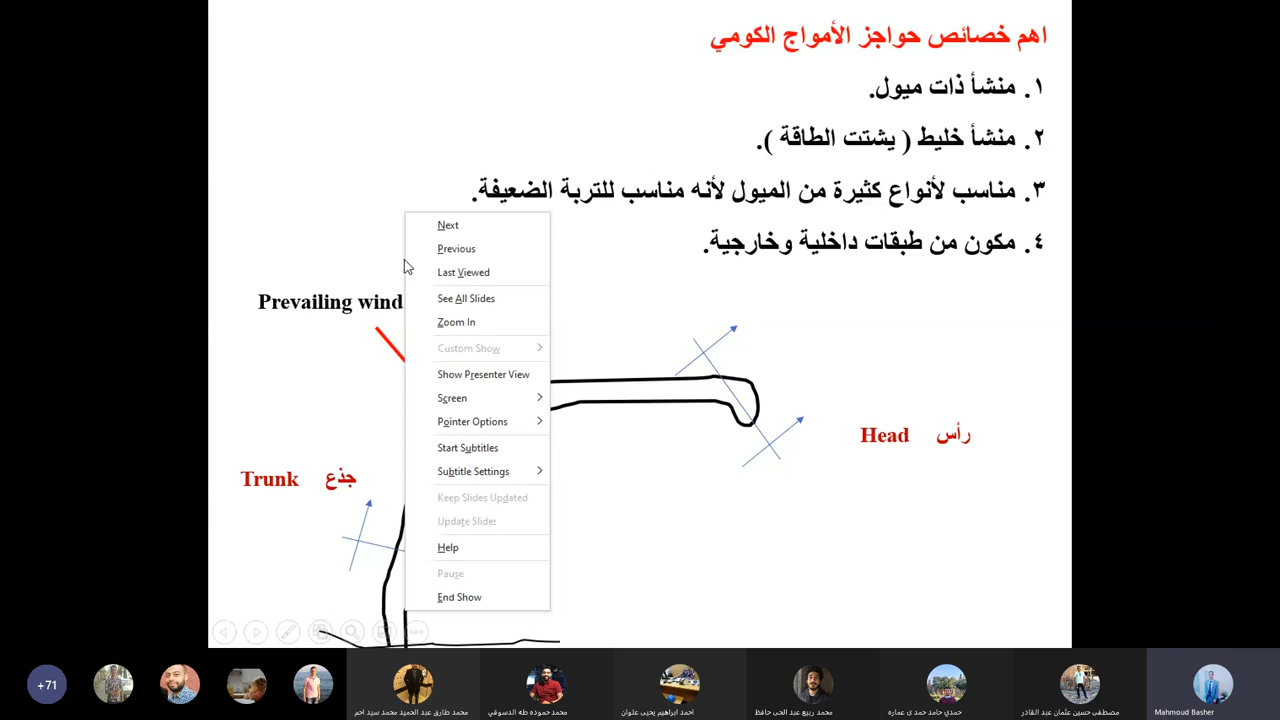 اهم خصائص حواجز الأمواج الكومي
١. منشأ ذات ميول.
٢. منشأ خليط ( يشتت الطاقة ).
٣. مناسب لأنواع كثيرة من الميول لأنه مناسب للتربة الضعيفة.
٤. مكون من طبقات داخلية وخارجية.
Prevailing wind
Next
Previous
Last Viewed
See All Slides
Zoom In
Custom Show
Show Presenter View
Screen
Pointer Options
Start Subtitles
Subtitle Settings
Keep Slides Updated
Update Slides
Help
Pause
End Show
Head رأس
Trunk جذع
+71
محمد طارق عبد الحميد محمد سيد احم
محمد حموده طه الدسوقي
احمد ابراهيم يحيى علوان
محمد ربيع عبد الحى حافظ
حمدي حامد حمد ى عماره
مصطفى حسين عثمان عبد القادر
Mahmoud Basher